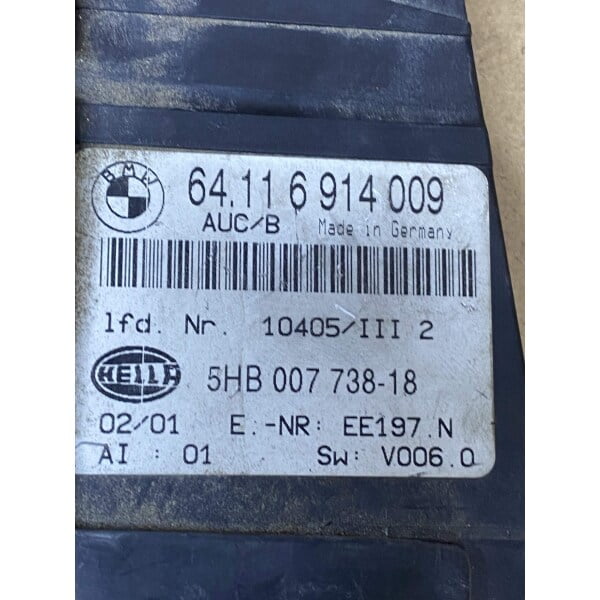 BMW
64.11 6 914 009
AUC/B Made in Germany
lfd. Nr. 10405/III 2
HELLA 5HB 007 738-18
02/01 E.-NR: EE197.N
AI : 01 Sw: V006.0